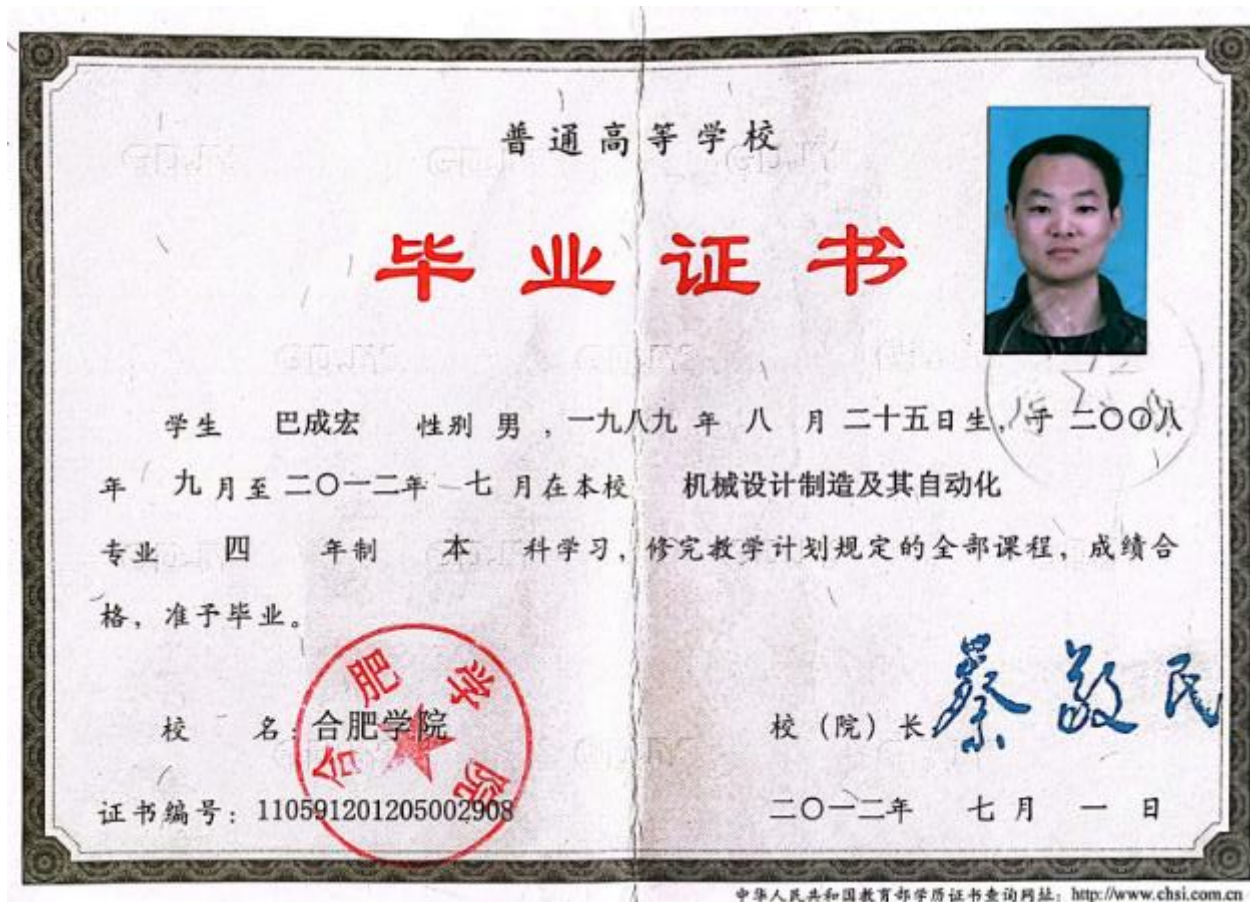 普通高等学校
毕业证书
学生 巴成宏 性别 男 ，一九八九 年 八 月 二十五日生，于 二〇〇八
年 九 月至 二〇一二年 七 月在本校 机械设计制造及其自动化
专业 四 年制 本 科学习，修完教学计划规定的全部课程，成绩合
格，准予毕业。
合肥学院
校 名：合肥学院
校（院）长 蔡敬民
证书编号：110591201205002908
二〇一二年 七 月 一 日
中华人民共和国教育部学历证书查询网址：http://www.chsi.com.cn